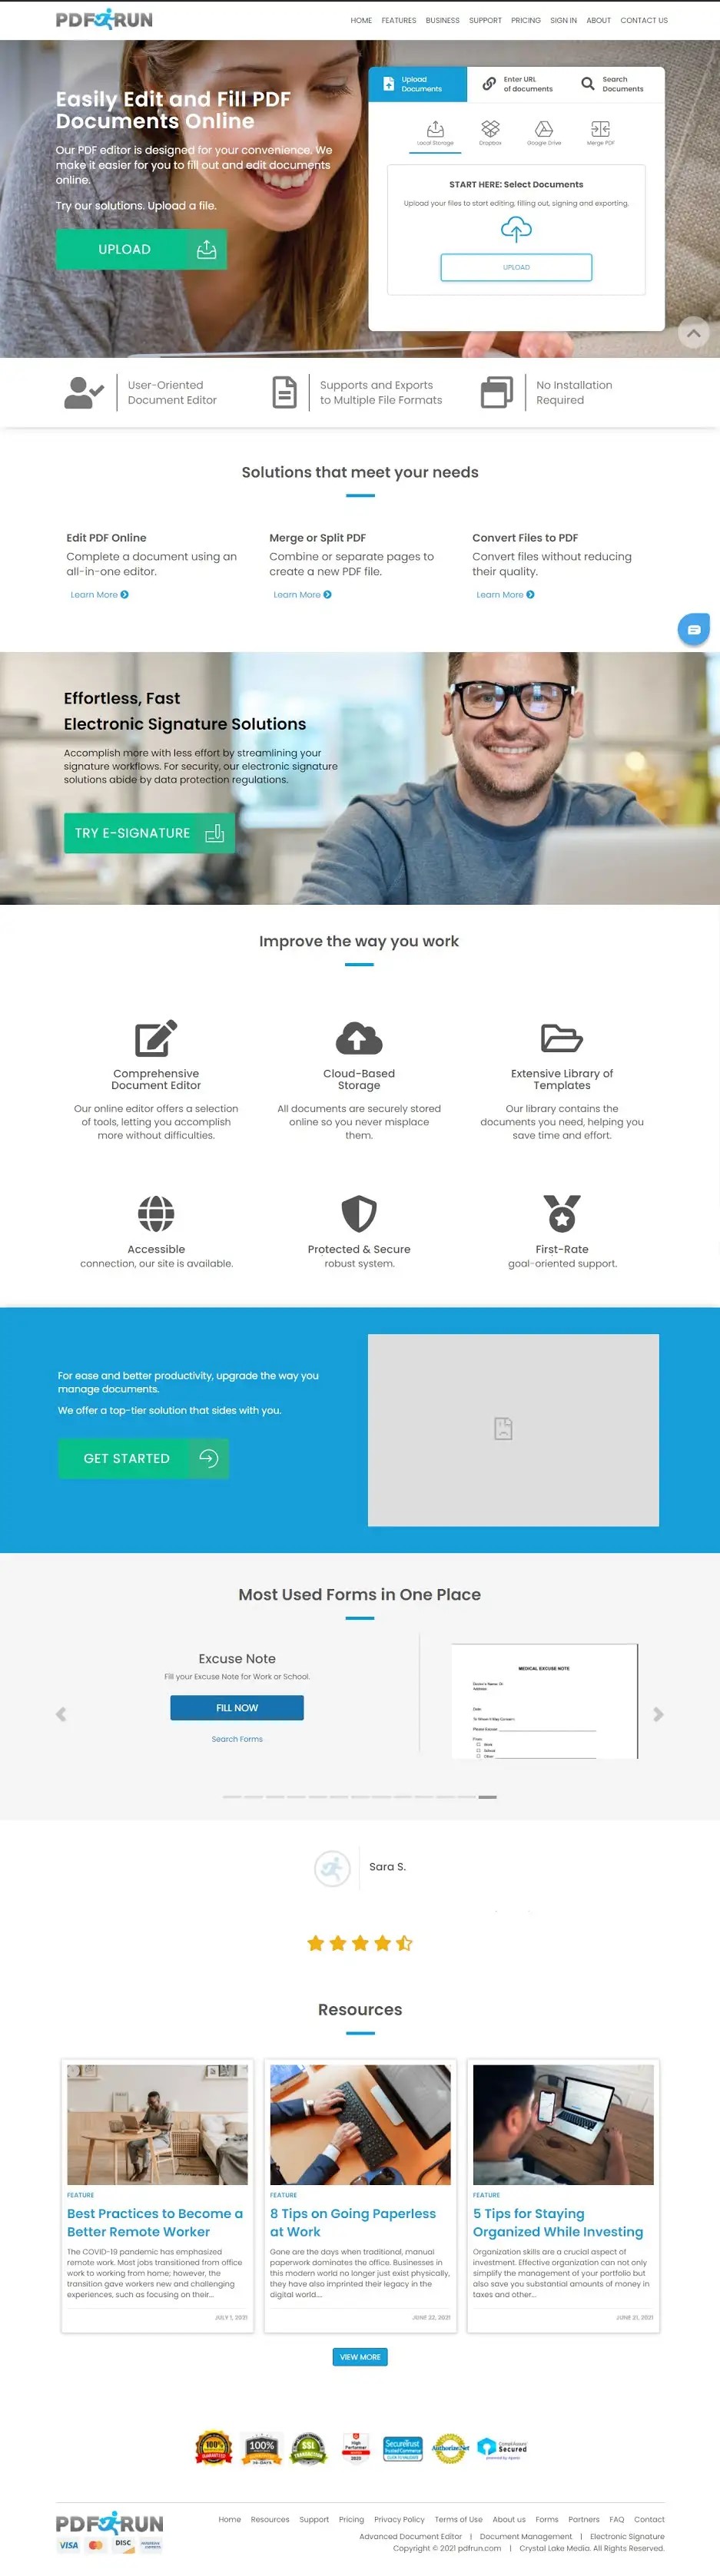 PDF RUN
HOME FEATURES BUSINESS SUPPORT PRICING SIGN IN ABOUT CONTACT US
Easily Edit and Fill PDF
Documents Online
Our PDF editor is designed for your convenience. We
make it easier for you to fill out and edit documents
online.
Try our solutions. Upload a file.
UPLOAD
Upload
Documents
Enter URL
of documents
Search
Documents
Local Storage Dropbox Google Drive Merge PDF
START HERE: Select Documents
Upload your files to start editing, filling out, signing and exporting.
UPLOAD
User-Oriented
Document Editor
Supports and Exports
to Multiple File Formats
No Installation
Required
Solutions that meet your needs
Edit PDF Online
Complete a document using an
all-in-one editor.
Learn More
Merge or Split PDF
Combine or separate pages to
create a new PDF file.
Learn More
Convert Files to PDF
Convert files without reducing
their quality.
Learn More
Effortless, Fast
Electronic Signature Solutions
Accomplish more with less effort by streamlining your
signature workflows. For security, our electronic signature
solutions abide by data protection regulations.
TRY E-SIGNATURE
Improve the way you work
Comprehensive
Document Editor
Our online editor offers a selection
of tools, letting you accomplish
more without difficulties.
Cloud-Based
Storage
All documents are securely stored
online so you never misplace
them.
Extensive Library of
Templates
Our library contains the
documents you need, helping you
save time and effort.
Accessible
connection, our site is available.
Protected & Secure
robust system.
First-Rate
goal-oriented support.
For ease and better productivity, upgrade the way you
manage documents.
We offer a top-tier solution that sides with you.
GET STARTED
Most Used Forms in One Place
Excuse Note
Fill your Excuse Note for Work or School.
FILL NOW
Search Forms
MEDICAL EXCUSE NOTE
Doctor's Name: Dr.
Address:
Date:
To Whom It May Concern:
Please Excuse:
From:
Work
School
Other
Sara S.
Resources
FEATURE
Best Practices to Become a
Better Remote Worker
The COVID-19 pandemic has emphasized
remote work. Most jobs transitioned from office
work to working from home; however, the
transition gave workers new and challenging
experiences, such as focusing on their...
JULY 1, 2021
FEATURE
8 Tips on Going Paperless
at Work
Gone are the days when traditional, manual
paperwork dominates the office. Businesses in
this modern world no longer just exist physically,
they have also imprinted their legacy in the
digital world....
JUNE 22, 2021
FEATURE
5 Tips for Staying
Organized While Investing
Organization skills are a crucial aspect of
investment. Effective organization can not only
simplify the management of your portfolio but
also save you substantial amounts of money in
taxes and other...
JUNE 21, 2021
VIEW MORE
100%
100%
SSL
High
Performer
2020
SecureTrust
Trusted Commerce
Authorize.Net
Secured
PDF RUN
VISA
DISC
Home Resources Support Pricing Privacy Policy Terms of Use About us Forms Partners FAQ Contact
Advanced Document Editor | Document Management | Electronic Signature
Copyright © 2021 pdfrun.com | Crystal Lake Media. All Rights Reserved.